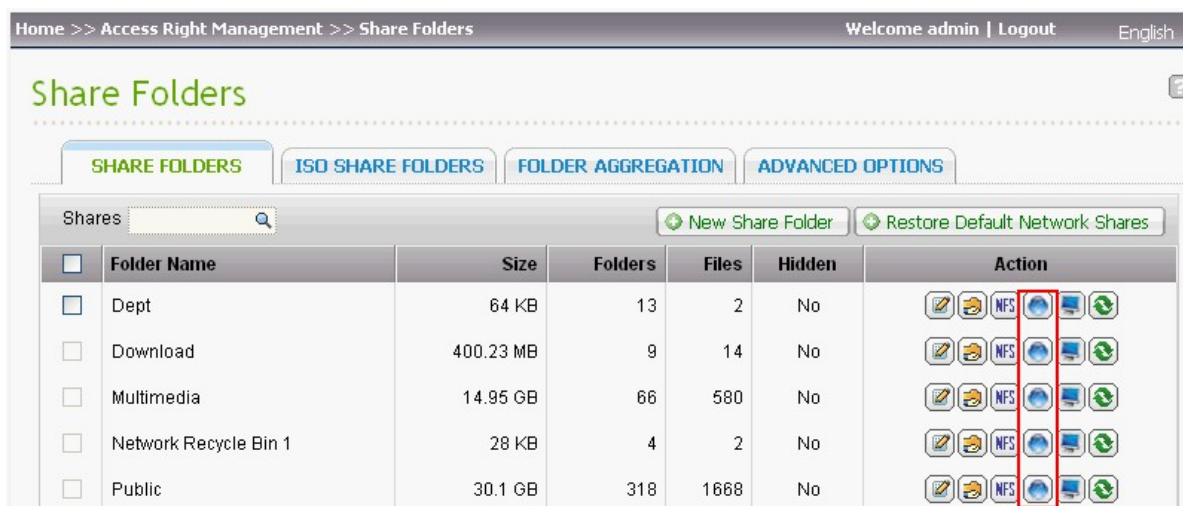 Home >> Access Right Management >> Share Folders Welcome admin | Logout English
Share Folders
SHARE FOLDERS ISO SHARE FOLDERS FOLDER AGGREGATION ADVANCED OPTIONS
Shares New Share Folder Restore Default Network Shares
Folder Name Size Folders Files Hidden Action
Dept 64 KB 13 2 No NFS
Download 400.23 MB 9 14 No NFS
Multimedia 14.95 GB 66 580 No NFS
Network Recycle Bin 1 28 KB 4 2 No NFS
Public 30.1 GB 318 1668 No NFS